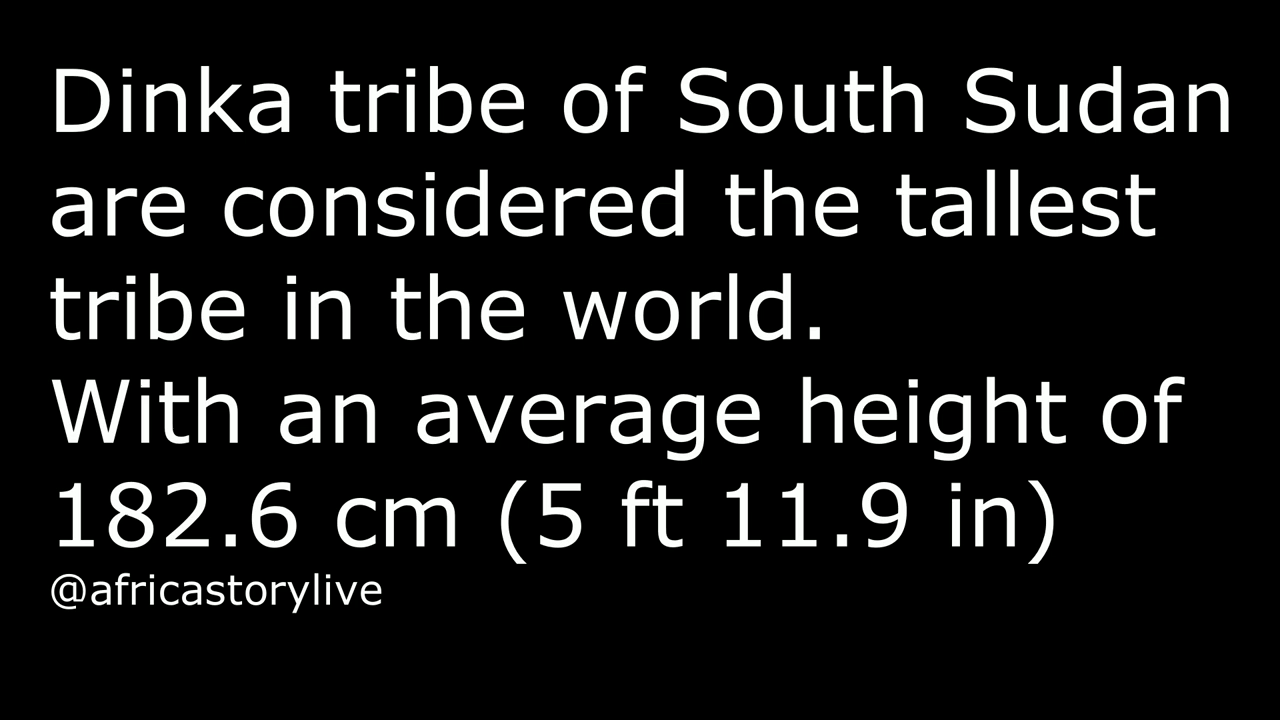 Dinka tribe of South Sudan
are considered the tallest
tribe in the world.
With an average height of
182.6 cm (5 ft 11.9 in)
@africastorylive